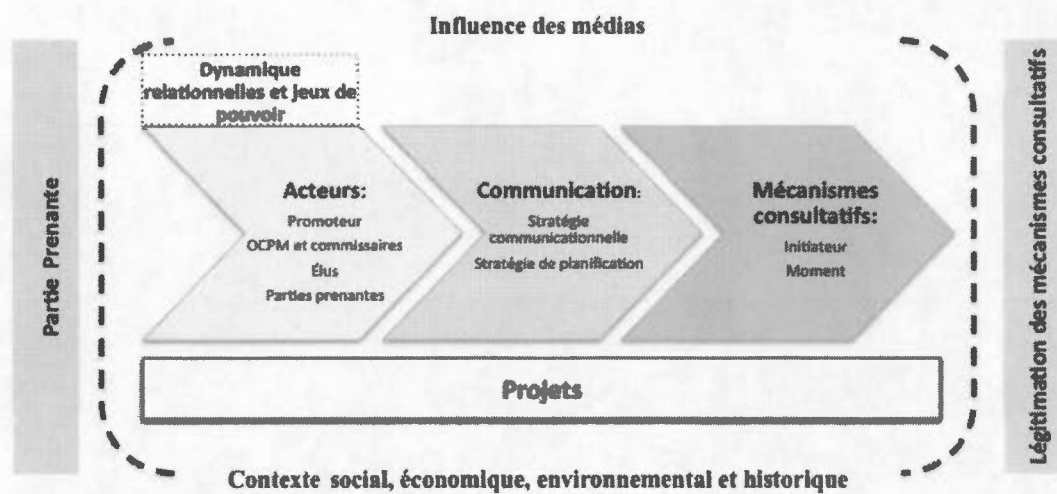 Influence des médias
Partie Prenante
Dynamique
relationnelles et jeux de
pouvoir
Acteurs:
Promoteur
OCPM et commissaires
Élus
Parties prenantes
Communication:
Stratégie
communicationnelle
Stratégie de planification
Mécanismes
consultatifs:
Initiateur
Moment
Projets
Contexte social, économique, environnemental et historique
Légitimation des mécanismes consultatifs